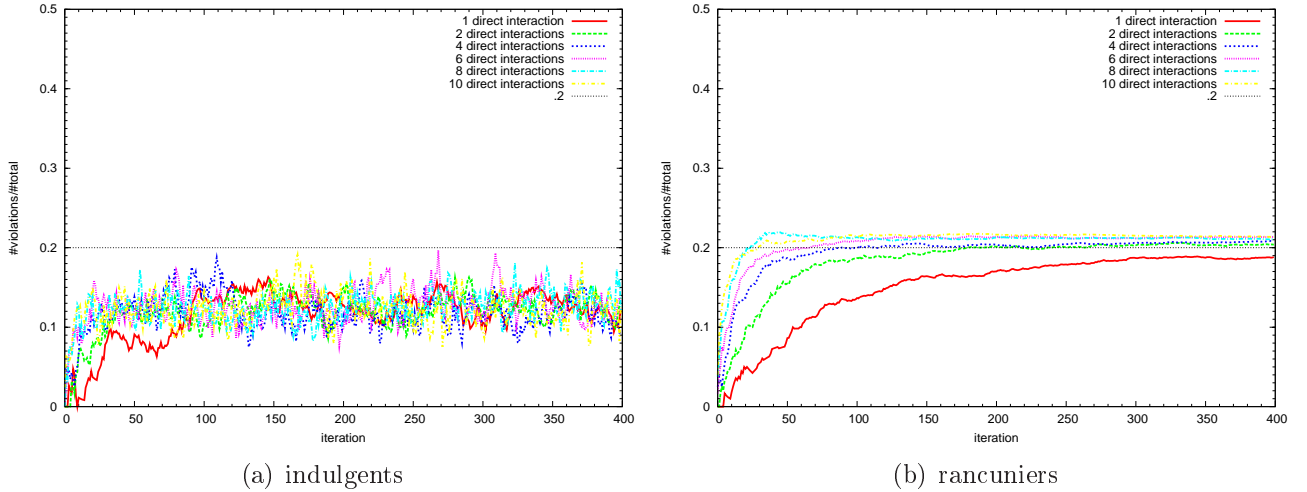 0.5
0.4
0.3
0.2
0.1
0
#violations/#total
0 50 100 150 200 250 300 350 400
iteration
1 direct interaction
2 direct interactions
4 direct interactions
6 direct interactions
8 direct interactions
10 direct interactions
.2
(a) indulgents
0.5
0.4
0.3
0.2
0.1
0
#violations/#total
0 50 100 150 200 250 300 350 400
iteration
1 direct interaction
2 direct interactions
4 direct interactions
6 direct interactions
8 direct interactions
10 direct interactions
.2
(b) rancuniers